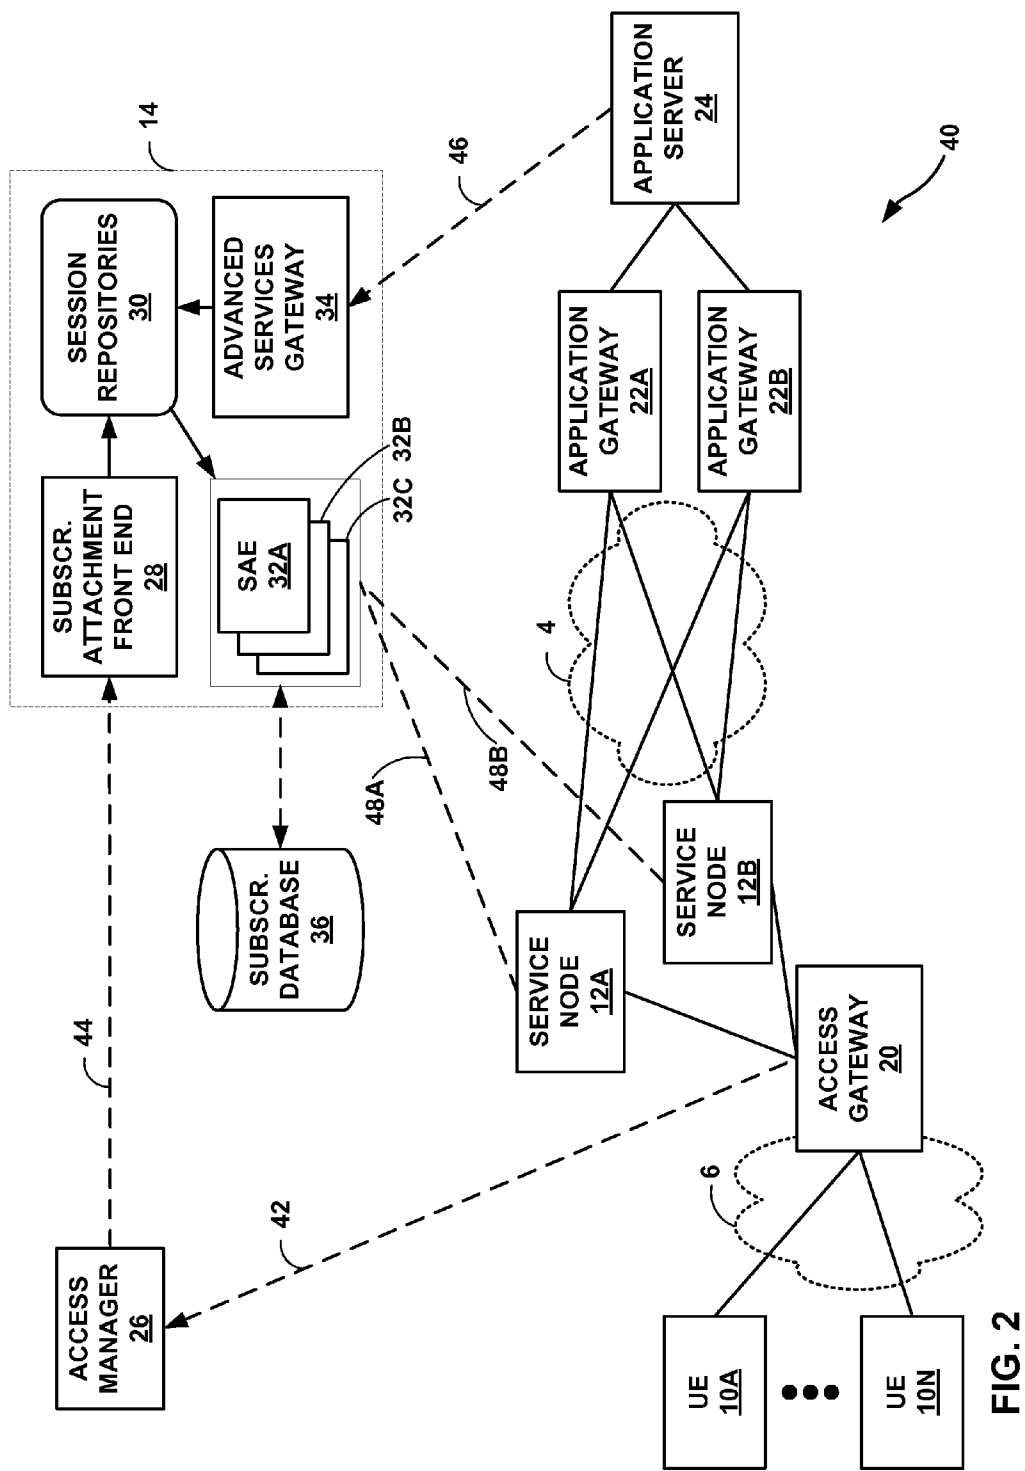 14
SESSION
REPOSITORIES
30
ADVANCED
SERVICES
GATEWAY
34
SUBSCR.
ATTACHMENT
FRONT END
28
SAE
32A
32B
32C
46
APPLICATION
SERVER
24
40
APPLICATION
GATEWAY
22A
APPLICATION
GATEWAY
22B
4
48A
48B
SUBSCR.
DATABASE
36
SERVICE
NODE
12A
SERVICE
NODE
12B
44
42
ACCESS
MANAGER
26
ACCESS
GATEWAY
20
6
UE
10A
UE
10N
FIG. 2